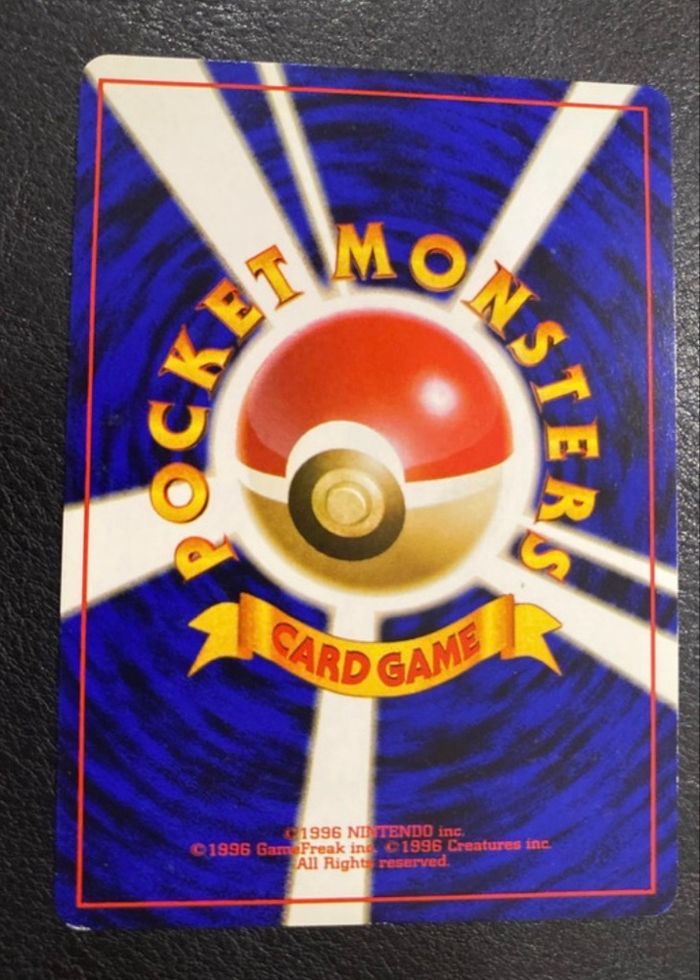 POCKET MONSTERS
CARD GAME
©1996 NINTENDO inc.
©1996 GameFreak inc. ©1996 Creatures inc.
All Rights reserved.